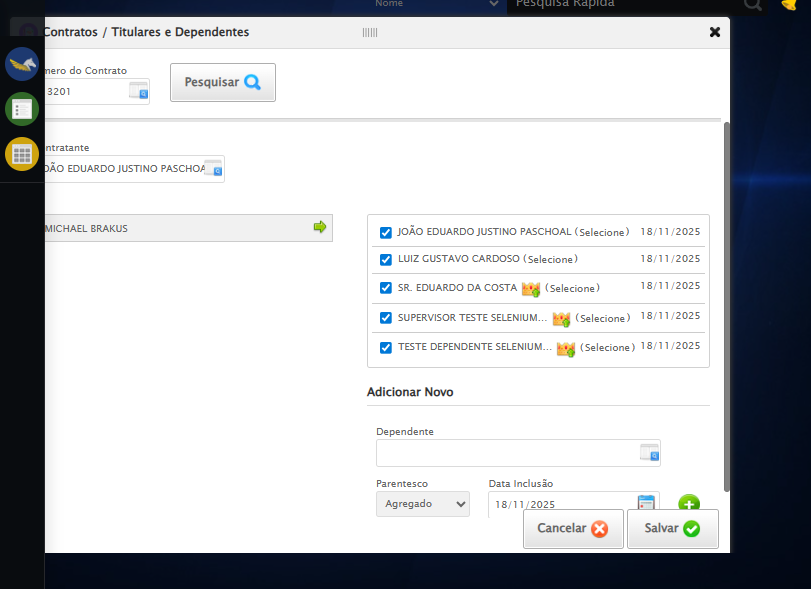 Nome
Pesquisa Rápida
Contratos / Titulares e Dependentes
mero do Contrato
3201
Pesquisar
ntratante
OÃO EDUARDO JUSTINO PASCHOA
MICHAEL BRAKUS
JOÃO EDUARDO JUSTINO PASCHOAL (Selecione) 18/11/2025
LUIZ GUSTAVO CARDOSO (Selecione) 18/11/2025
SR. EDUARDO DA COSTA (Selecione) 18/11/2025
SUPERVISOR TESTE SELENIUM... (Selecione) 18/11/2025
TESTE DEPENDENTE SELENIUM... (Selecione) 18/11/2025
Adicionar Novo
Dependente
Parentesco
Data Inclusão
Agregado
18/11/2025
Cancelar
Salvar